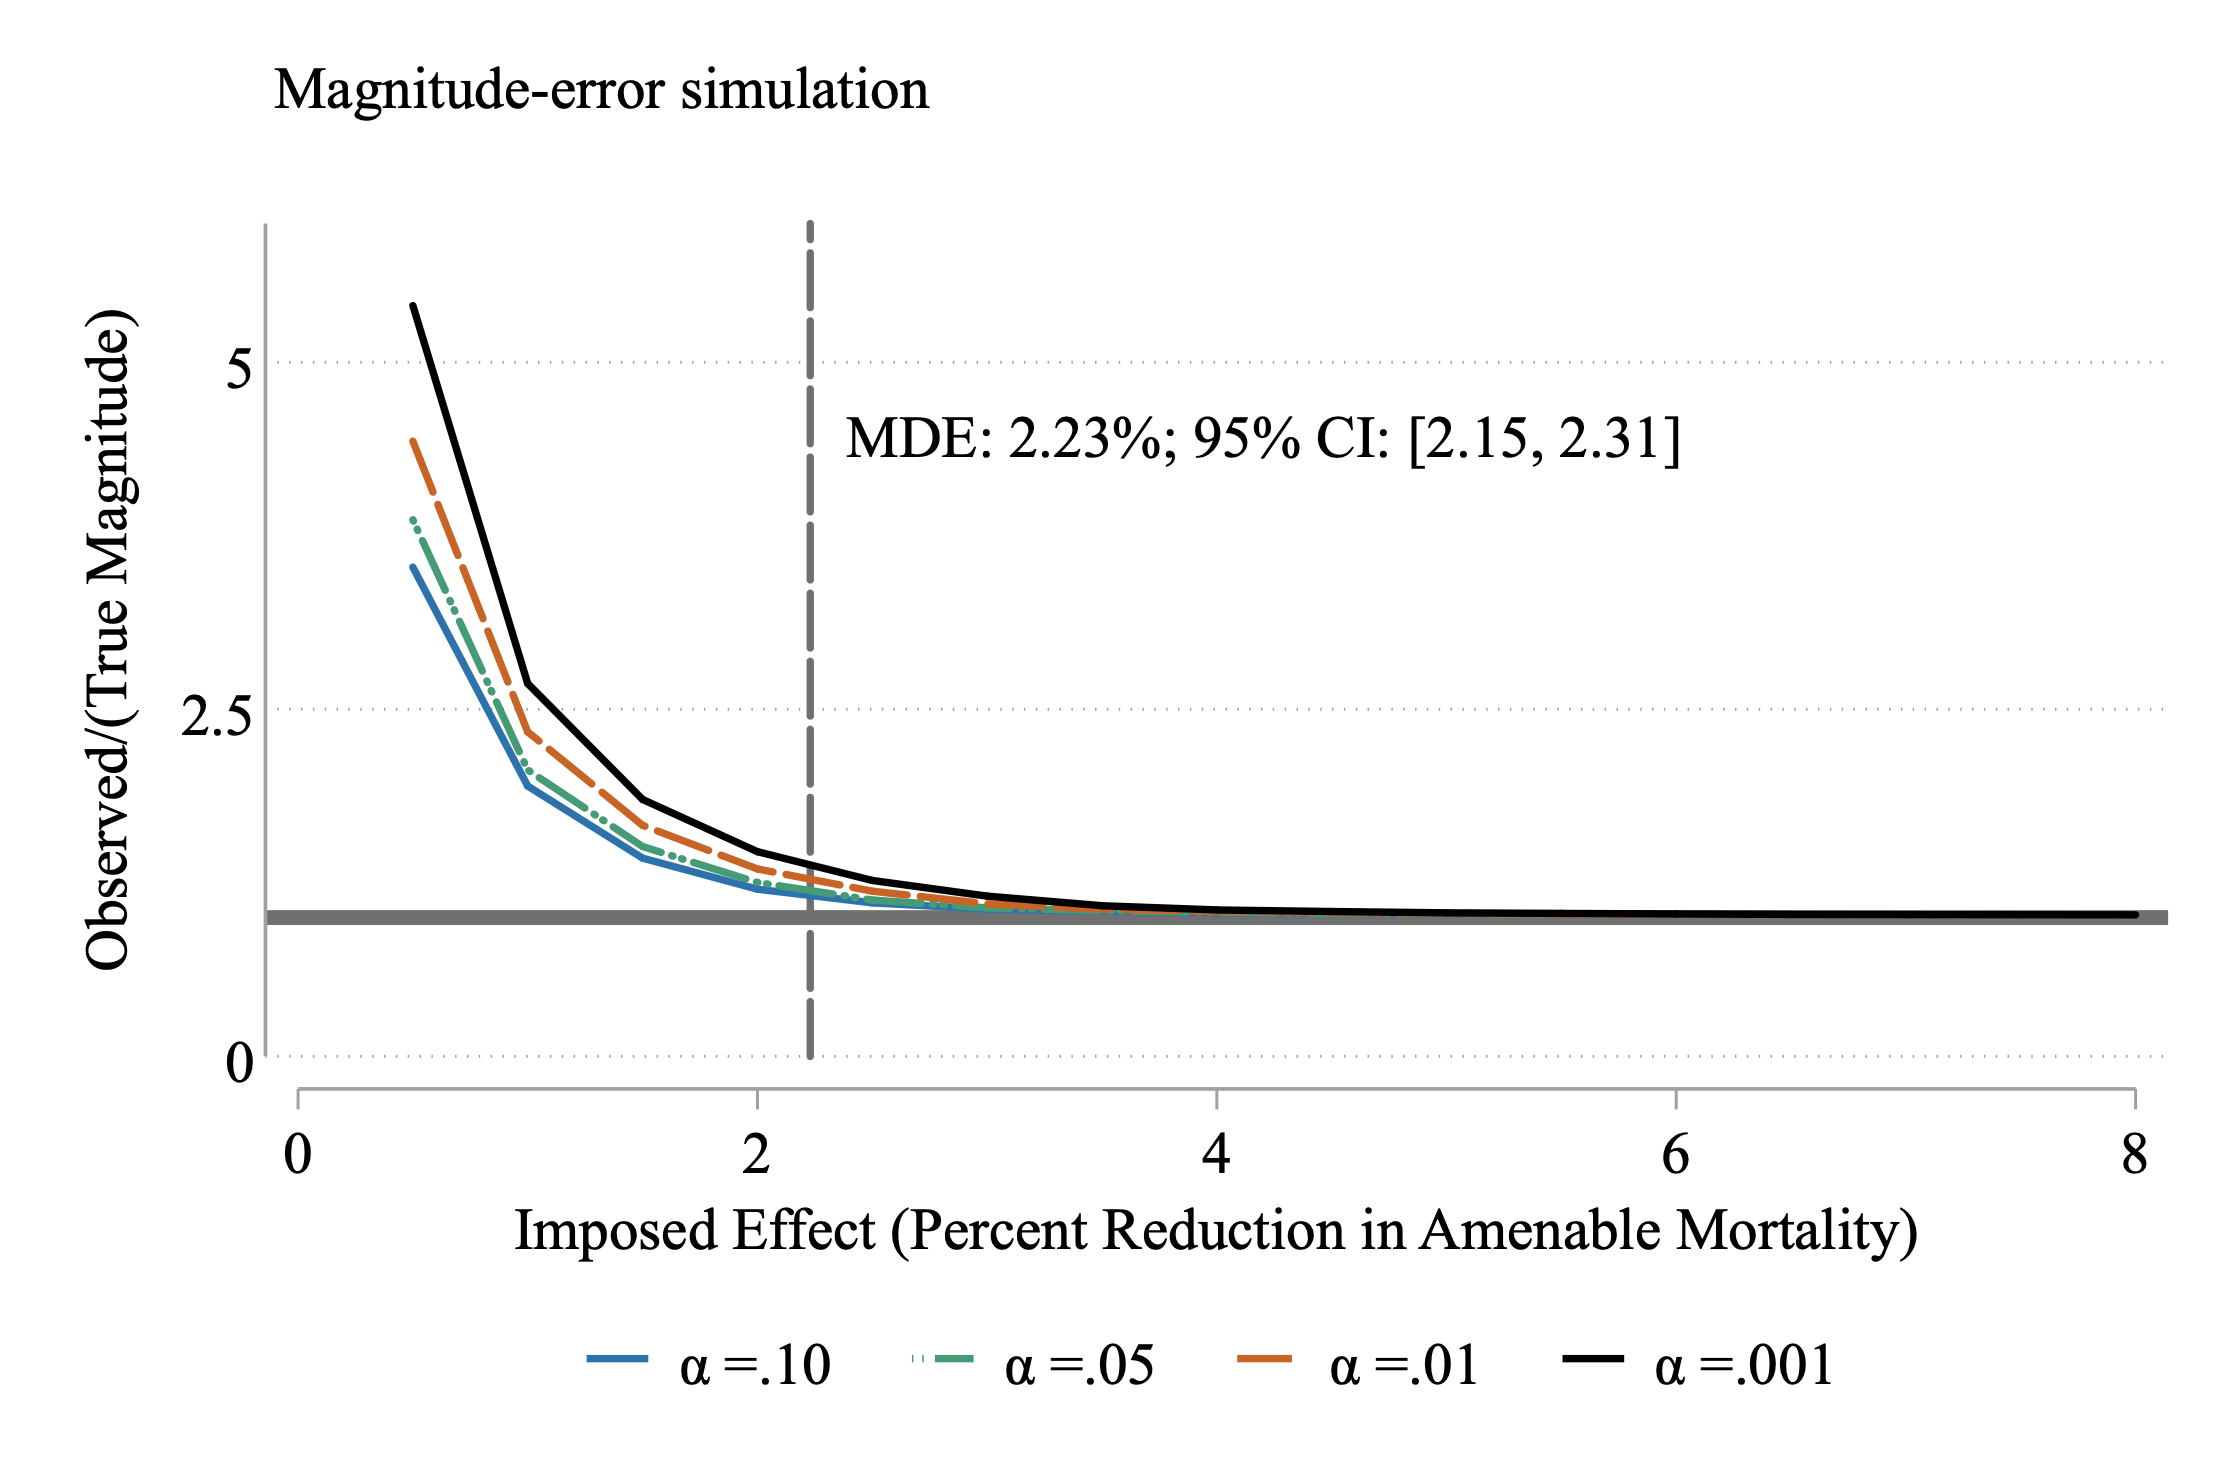 Magnitude-error simulation
Observed/(True Magnitude)
5
2.5
0
MDE: 2.23%; 95% CI: [2.15, 2.31]
0 2 4 6 8
Imposed Effect (Percent Reduction in Amenable Mortality)
α =.10 α =.05 α =.01 α =.001